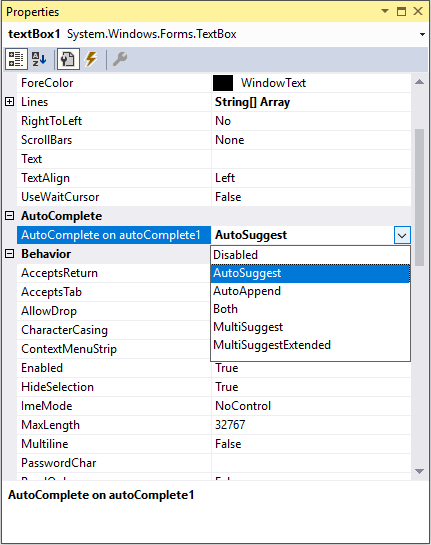 Properties
textBox1 System.Windows.Forms.TextBox
ForeColor WindowText
Lines String[] Array
RightToLeft No
ScrollBars None
Text
TextAlign Left
UseWaitCursor False
AutoComplete
AutoComplete on autoComplete1 AutoSuggest
Behavior
Disabled
AcceptsReturn AutoSuggest
AcceptsTab AutoAppend
AllowDrop Both
CharacterCasing MultiSuggest
ContextMenuStrip MultiSuggestExtended
Enabled True
HideSelection True
ImeMode NoControl
MaxLength 32767
Multiline False
PasswordChar
AutoComplete on autoComplete1